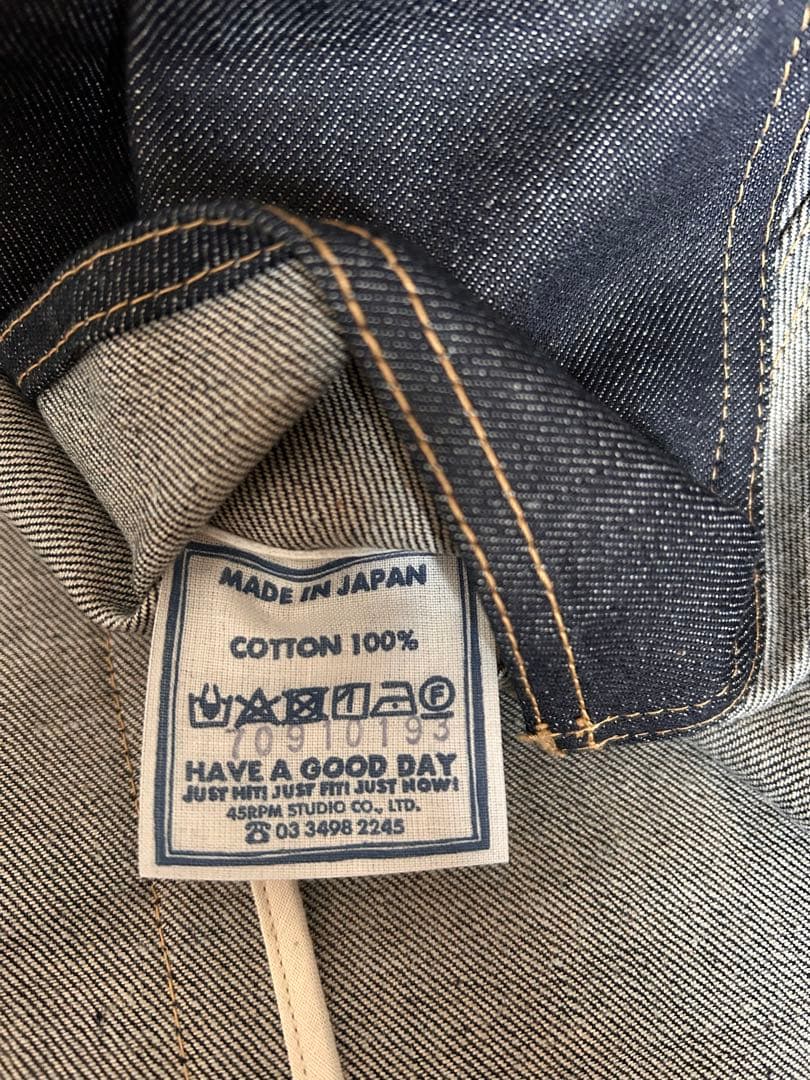 MADE IN JAPAN
COTTON 100%
F
70910193
HAVE A GOOD DAY
JUST HIT! JUST FIT! JUST NOW!
45RPM STUDIO CO., LTD.
☎ 03 3498 2245